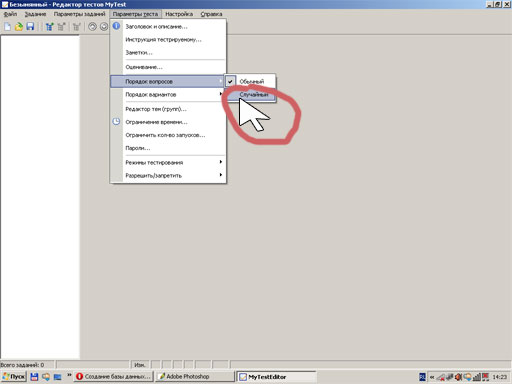 Безымянный - Редактор тестов MyTest
Файл Задание Параметры заданий Параметры теста Настройка Справка
Заголовок и описание...
Инструкция тестируемому...
Заметки...
Оценивание...
Порядок вопросов
Обычный
Порядок вариантов
Случайный
Редактор тем (групп)...
Ограничение времени...
Ограничить кол-во запусков...
Пароли...
Режимы тестирования
Разрешить/запретить
Всего заданий: 0
Изм.
Пуск
Создание базы данных...
Adobe Photoshop
MyTestEditor
14:23